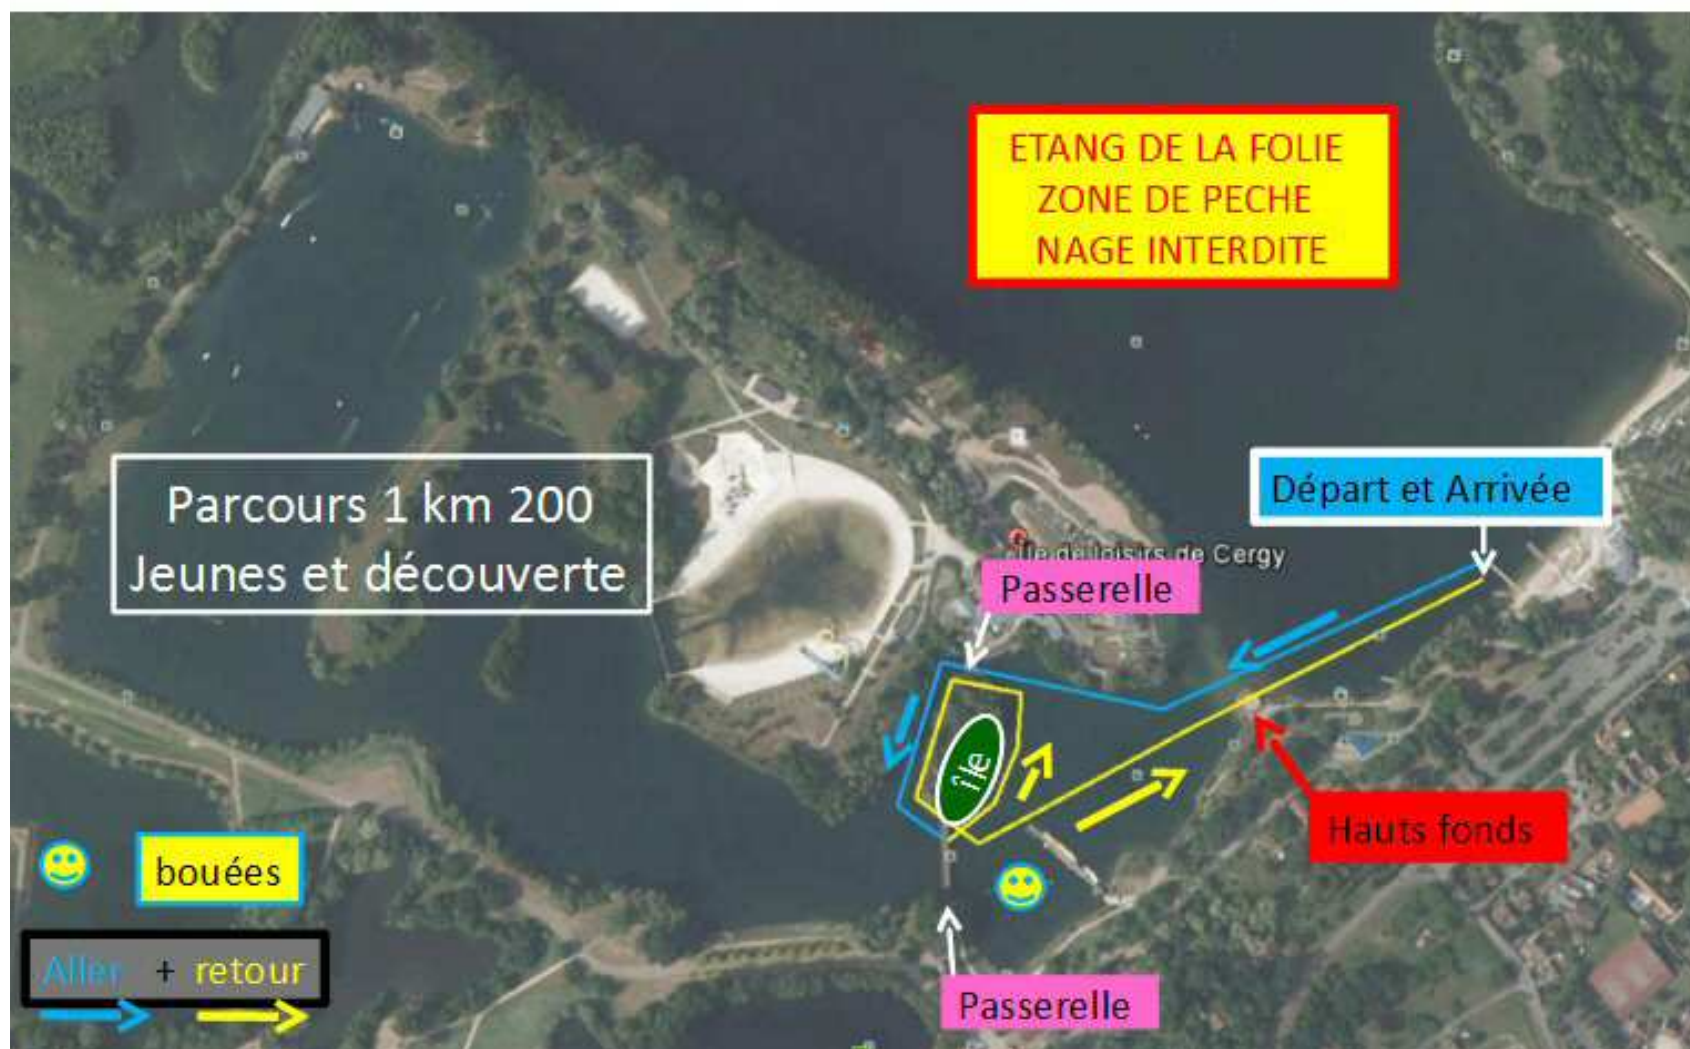 ETANG DE LA FOLIE
ZONE DE PECHE
NAGE INTERDITE
Parcours 1 km 200
Jeunes et découverte
Départ et Arrivée
Île de loisirs de Cergy
Passerelle
île
Hauts fonds
bouées
Aller + retour
Passerelle